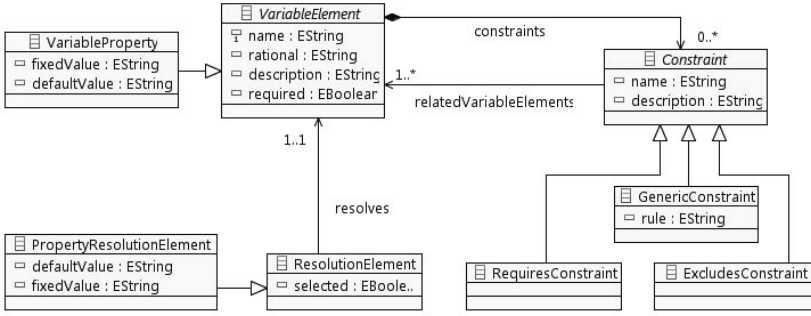 VariableElement
name : EString
rational : EString
description : EString
required : EBoolear
VariableProperty
fixedValue : EString
defaultValue : EString
constraints
0..*
Constraint
name : EString
description : EString
1..*
relatedVariableElements
1..1
resolves
GenericConstraint
rule : EString
PropertyResolutionElement
defaultValue : EString
fixedValue : EString
ResolutionElement
selected : EBoole..
RequiresConstraint
ExcludesConstraint